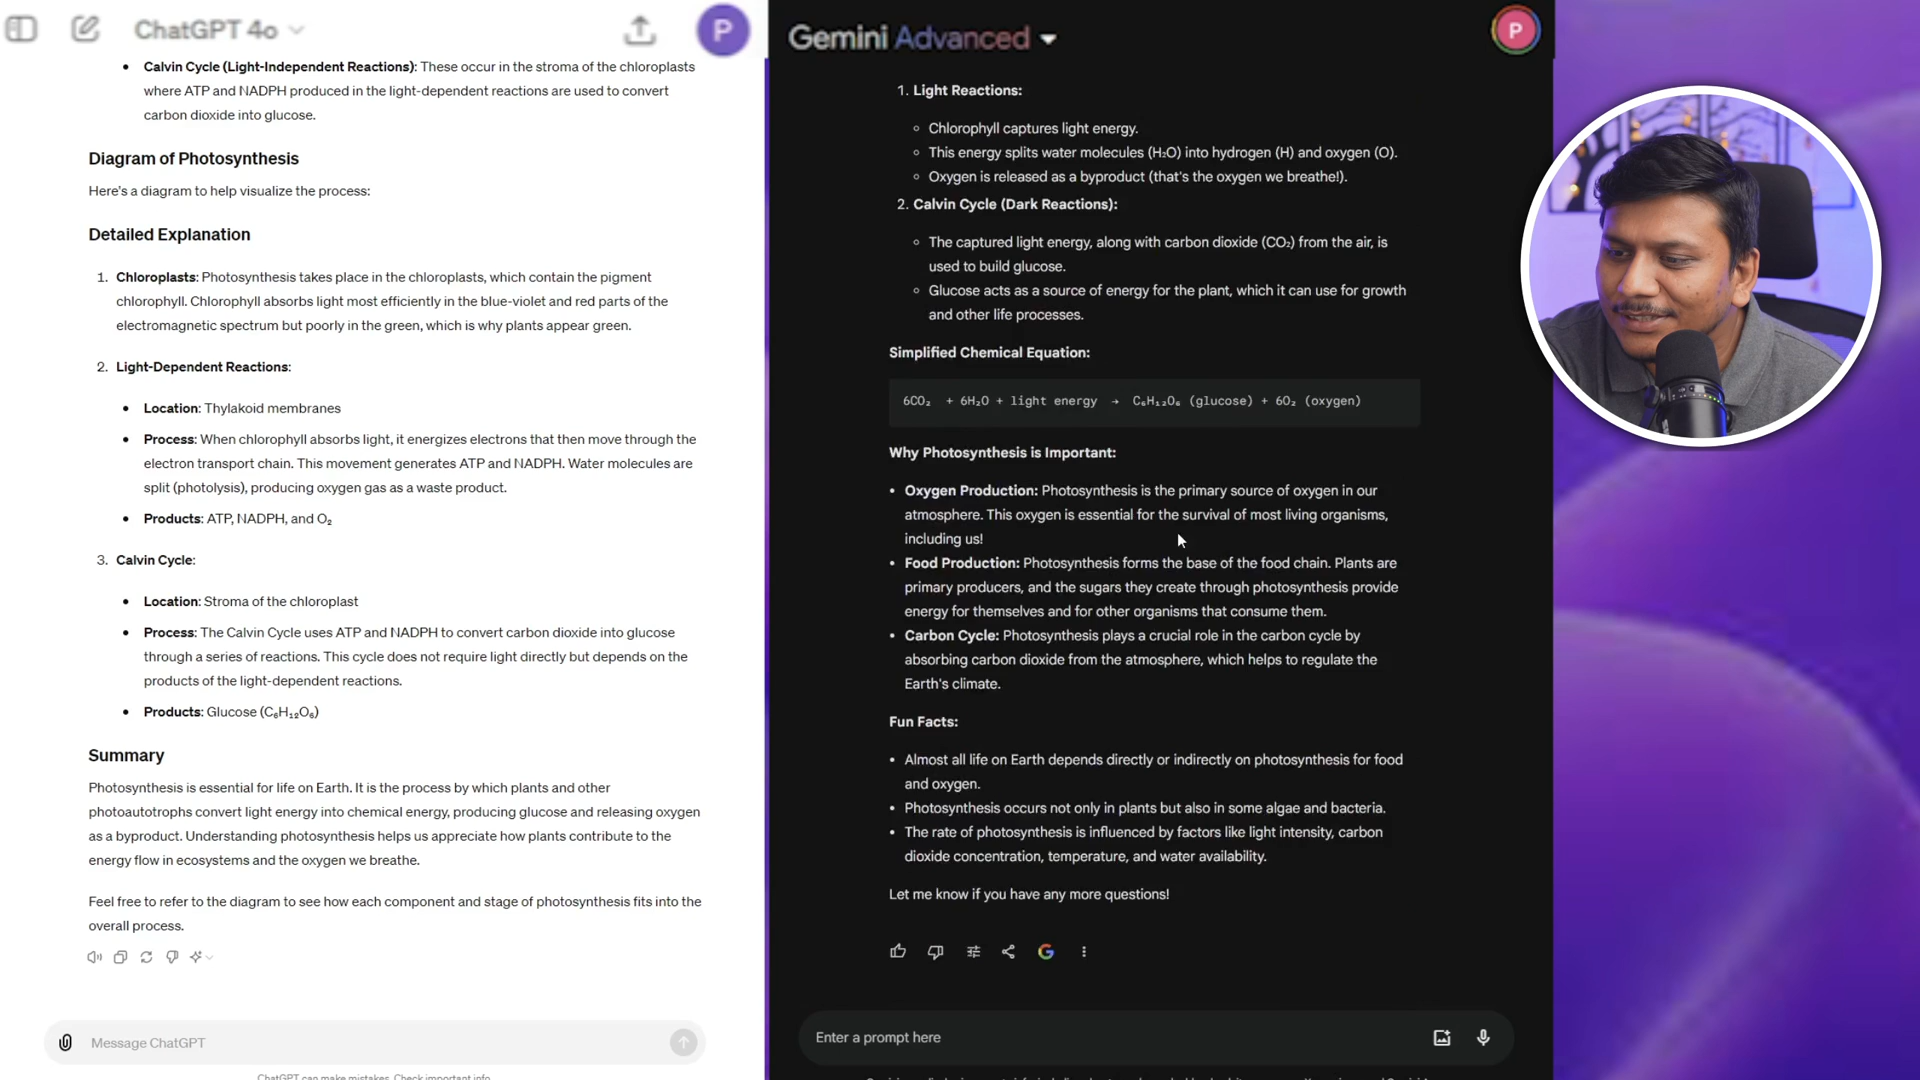 ChatGPT 4o
P
• Calvin Cycle (Light-Independent Reactions): These occur in the stroma of the chloroplasts
where ATP and NADPH produced in the light-dependent reactions are used to convert
carbon dioxide into glucose.
Diagram of Photosynthesis
Here's a diagram to help visualize the process:
Detailed Explanation
1. Chloroplasts: Photosynthesis takes place in the chloroplasts, which contain the pigment
chlorophyll. Chlorophyll absorbs light most efficiently in the blue-violet and red parts of the
electromagnetic spectrum but poorly in the green, which is why plants appear green.
2. Light-Dependent Reactions:
• Location: Thylakoid membranes
• Process: When chlorophyll absorbs light, it energizes electrons that then move through the
electron transport chain. This movement generates ATP and NADPH. Water molecules are
split (photolysis), producing oxygen gas as a waste product.
• Products: ATP, NADPH, and O₂
3. Calvin Cycle:
• Location: Stroma of the chloroplast
• Process: The Calvin Cycle uses ATP and NADPH to convert carbon dioxide into glucose
through a series of reactions. This cycle does not require light directly but depends on the
products of the light-dependent reactions.
• Products: Glucose (C₆H₁₂O₆)
Summary
Photosynthesis is essential for life on Earth. It is the process by which plants and other
photoautotrophs convert light energy into chemical energy, producing glucose and releasing oxygen
as a byproduct. Understanding photosynthesis helps us appreciate how plants contribute to the
energy flow in ecosystems and the oxygen we breathe.
Feel free to refer to the diagram to see how each component and stage of photosynthesis fits into the
overall process.
Message ChatGPT
ChatGPT can make mistakes. Check important info.
Gemini Advanced
P
1. Light Reactions:
◦ Chlorophyll captures light energy.
◦ This energy splits water molecules (H₂O) into hydrogen (H) and oxygen (O).
◦ Oxygen is released as a byproduct (that's the oxygen we breathe!).
2. Calvin Cycle (Dark Reactions):
◦ The captured light energy, along with carbon dioxide (CO₂) from the air, is
used to build glucose.
◦ Glucose acts as a source of energy for the plant, which it can use for growth
and other life processes.
Simplified Chemical Equation:
6CO₂ + 6H₂O + light energy → C₆H₁₂O₆ (glucose) + 6O₂ (oxygen)
Why Photosynthesis is Important:
• Oxygen Production: Photosynthesis is the primary source of oxygen in our
atmosphere. This oxygen is essential for the survival of most living organisms,
including us!
• Food Production: Photosynthesis forms the base of the food chain. Plants are
primary producers, and the sugars they create through photosynthesis provide
energy for themselves and for other organisms that consume them.
• Carbon Cycle: Photosynthesis plays a crucial role in the carbon cycle by
absorbing carbon dioxide from the atmosphere, which helps to regulate the
Earth's climate.
Fun Facts:
• Almost all life on Earth depends directly or indirectly on photosynthesis for food
and oxygen.
• Photosynthesis occurs not only in plants but also in some algae and bacteria.
• The rate of photosynthesis is influenced by factors like light intensity, carbon
dioxide concentration, temperature, and water availability.
Let me know if you have any more questions!
Enter a prompt here